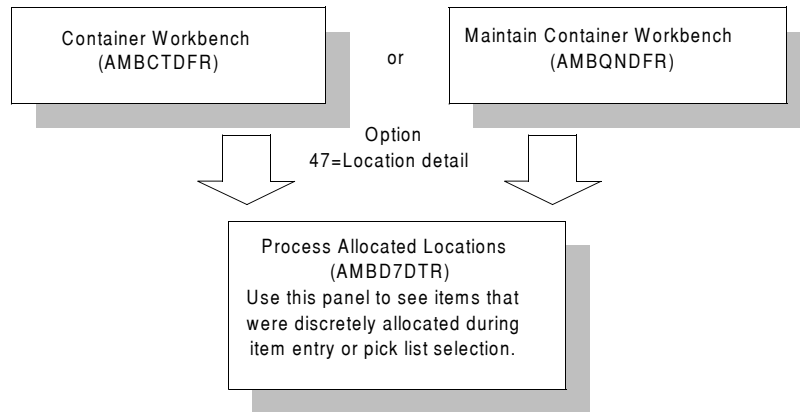 Container Workbench
(AMBCTDFR)
or
Maintain Container Workbench
(AMBQNDFR)
Option
47=Location detail
Process Allocated Locations
(AMBD7DTR)
Use this panel to see items that
were discretely allocated during
item entry or pick list selection.